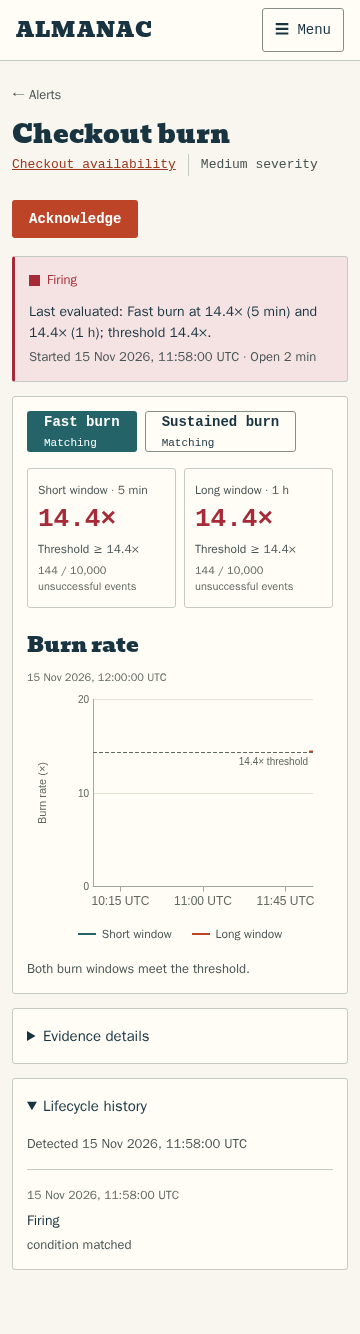 ALMANAC
☰ Menu
← Alerts
Checkout burn
Checkout availability
Medium severity
Acknowledge
Firing
Last evaluated: Fast burn at 14.4× (5 min) and
14.4× (1 h); threshold 14.4×.
Started 15 Nov 2026, 11:58:00 UTC · Open 2 min
Fast burn
Matching
Sustained burn
Matching
Short window · 5 min
14.4×
Threshold ≥ 14.4×
144 / 10,000
unsuccessful events
Long window · 1 h
14.4×
Threshold ≥ 14.4×
144 / 10,000
unsuccessful events
Burn rate
15 Nov 2026, 12:00:00 UTC
20
14.4× threshold
Burn rate (×)
10
0
10:15 UTC
11:00 UTC
11:45 UTC
Short window
Long window
Both burn windows meet the threshold.
Evidence details
Lifecycle history
Detected 15 Nov 2026, 11:58:00 UTC
15 Nov 2026, 11:58:00 UTC
Firing
condition matched